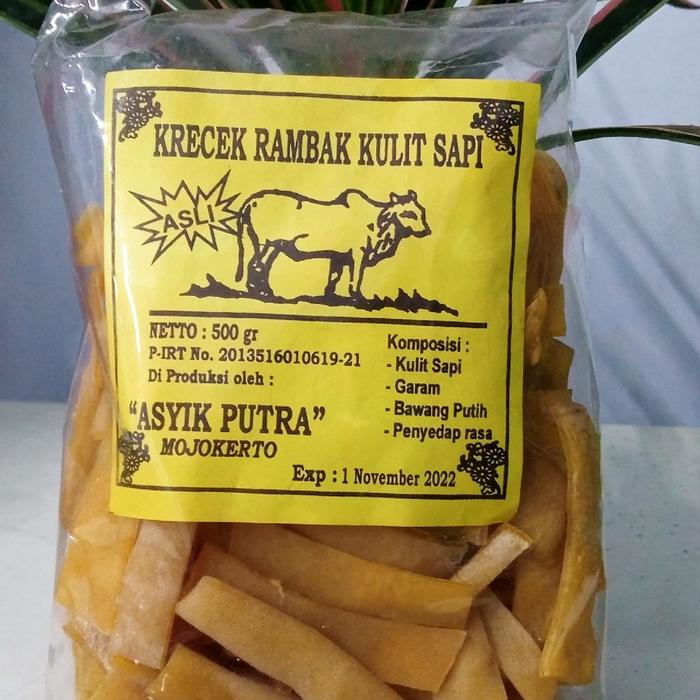 KRECEK RAMBAK KULIT SAPI
ASLI
NETTO : 500 gr
P-IRT No. 2013516010619-21
Di Produksi oleh :
"ASYIK PUTRA"
MOJOKERTO
Komposisi :
- Kulit Sapi
- Garam
- Bawang Putih
- Penyedap rasa
Exp : 1 November 2022